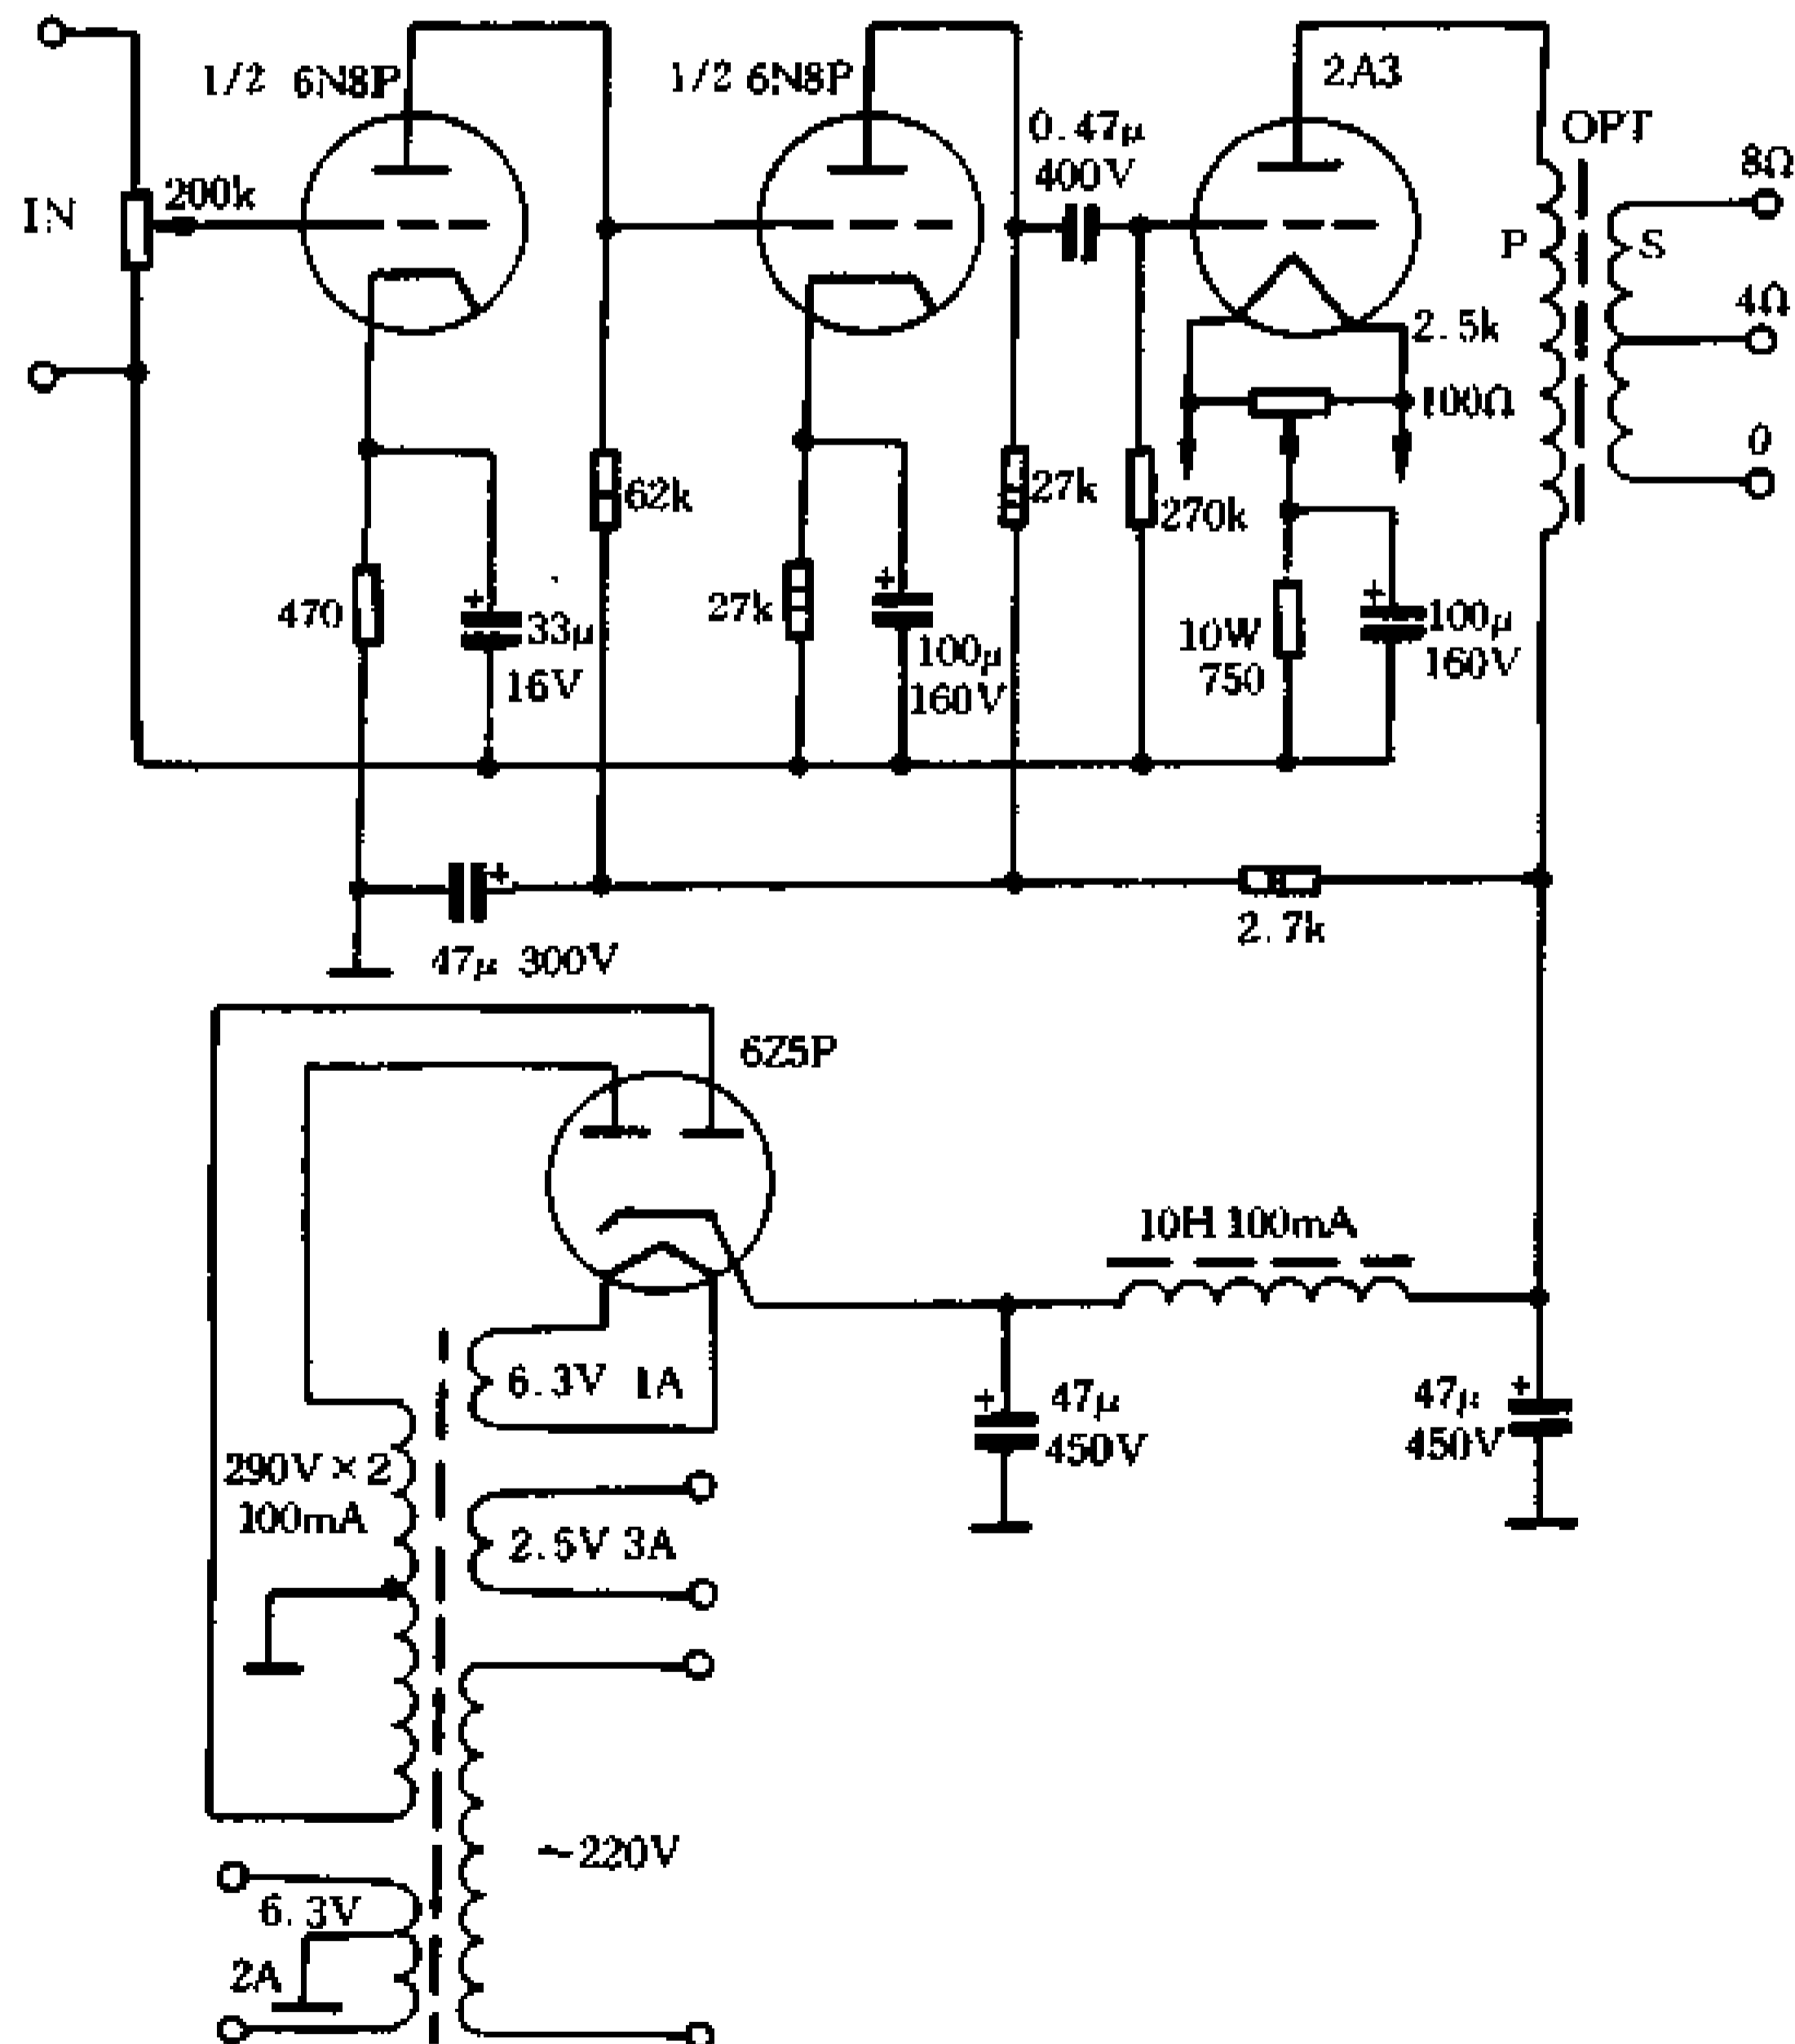 1/2 6N8P
1/2 6N8P
2A3
OPT
0.47μ
400V
8Ω
200k
IN
P
S
4Ω
2.5k
100Ω
0
62k
27k
270k
470
33μ
16V
27k
100μ
160V
10W
750
100μ
160V
2.7k
47μ 300V
6Z5P
10H 100mA
6.3V 1A
47μ
450V
47μ
450V
290V×2
100mA
2.5V 3A
~220V
6.3V
2A